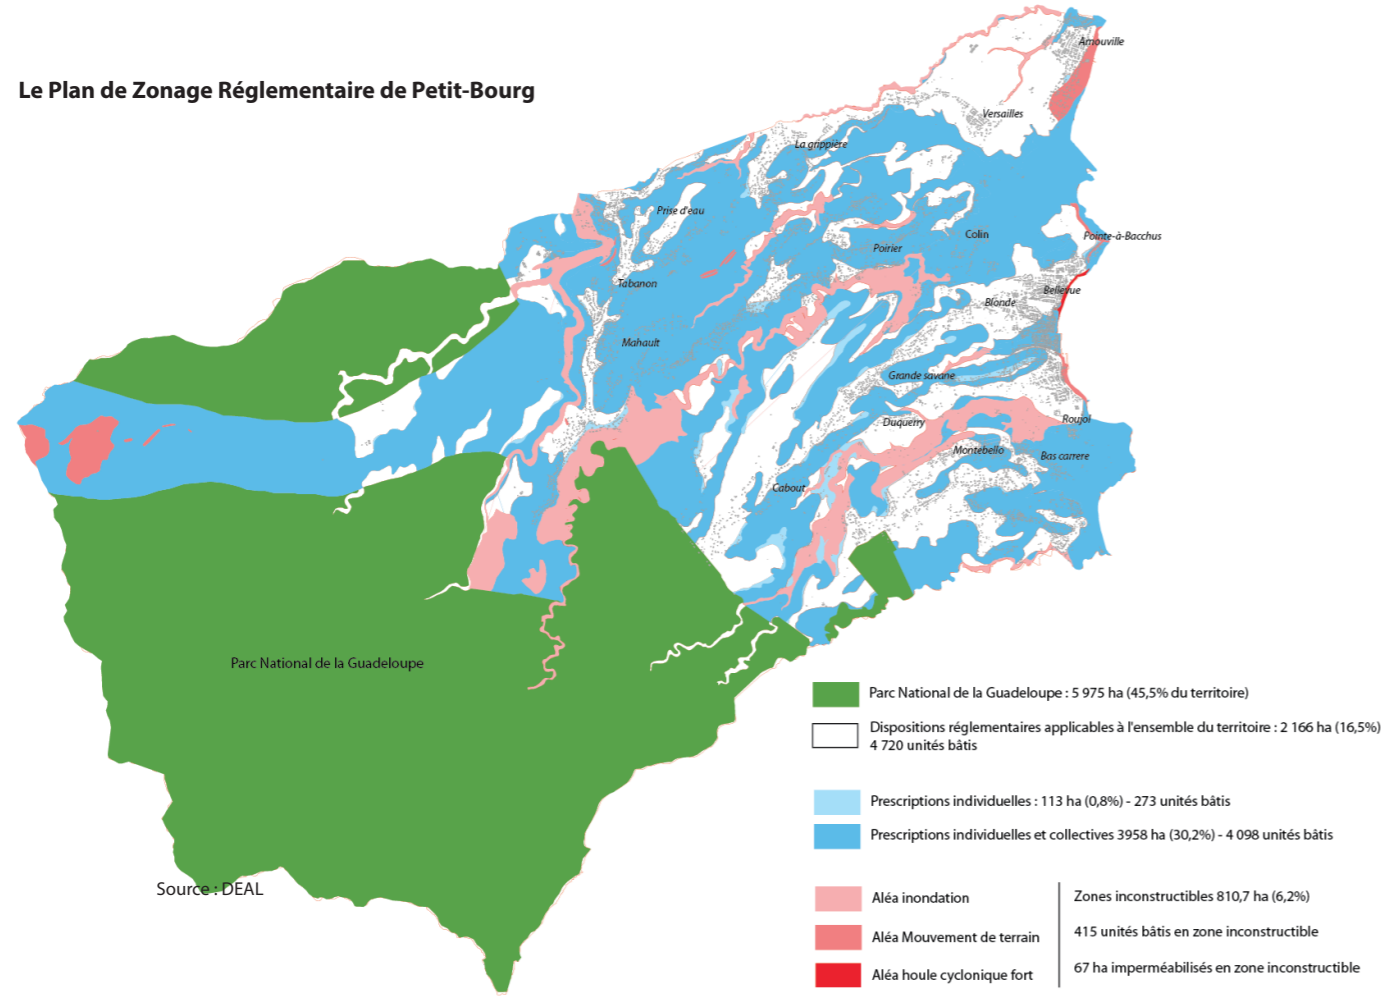 Le Plan de Zonage Réglementaire de Petit-Bourg
Arnouville
Versailles
La grippière
Prise d'eau
Poirier
Colin
Pointe-à-Bacchus
Tabanon
Blonde
Bellevue
Mahault
Grande savane
Duquerry
Roujol
Montebello
Bas carrere
Cabout
Parc National de la Guadeloupe
Source : DEAL
Parc National de la Guadeloupe : 5 975 ha (45,5% du territoire)
Dispositions réglementaires applicables à l'ensemble du territoire : 2 166 ha (16,5%)
4 720 unités bâtis
Prescriptions individuelles : 113 ha (0,8%) - 273 unités bâtis
Prescriptions individuelles et collectives 3958 ha (30,2%) - 4 098 unités bâtis
Aléa inondation
Aléa Mouvement de terrain
Aléa houle cyclonique fort
Zones inconstructibles 810,7 ha (6,2%)
415 unités bâtis en zone inconstructible
67 ha imperméabilisés en zone inconstructible